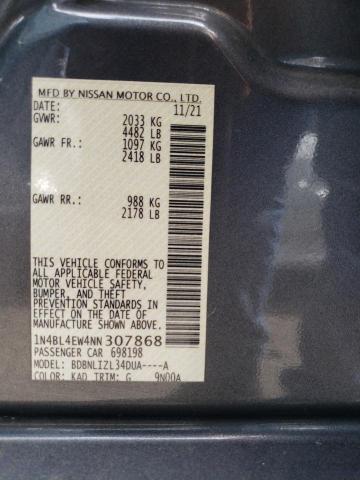 MFD BY NISSAN MOTOR CO., LTD.
DATE: 11/21
GVWR: 2033 KG
4482 LB
GAWR FR.: 1097 KG
2418 LB
GAWR RR.: 988 KG
2178 LB
THIS VEHICLE CONFORMS TO
ALL APPLICABLE FEDERAL
MOTOR VEHICLE SAFETY,
BUMPER, AND THEFT
PREVENTION STANDARDS IN
EFFECT ON THE DATE OF
MANUFACTURE SHOWN ABOVE.
1N4BL4EW4NN307868
PASSENGER CAR 698198
MODEL: BDBNLIZL34DUA----A
COLOR: KAD TRIM: G 9N00A